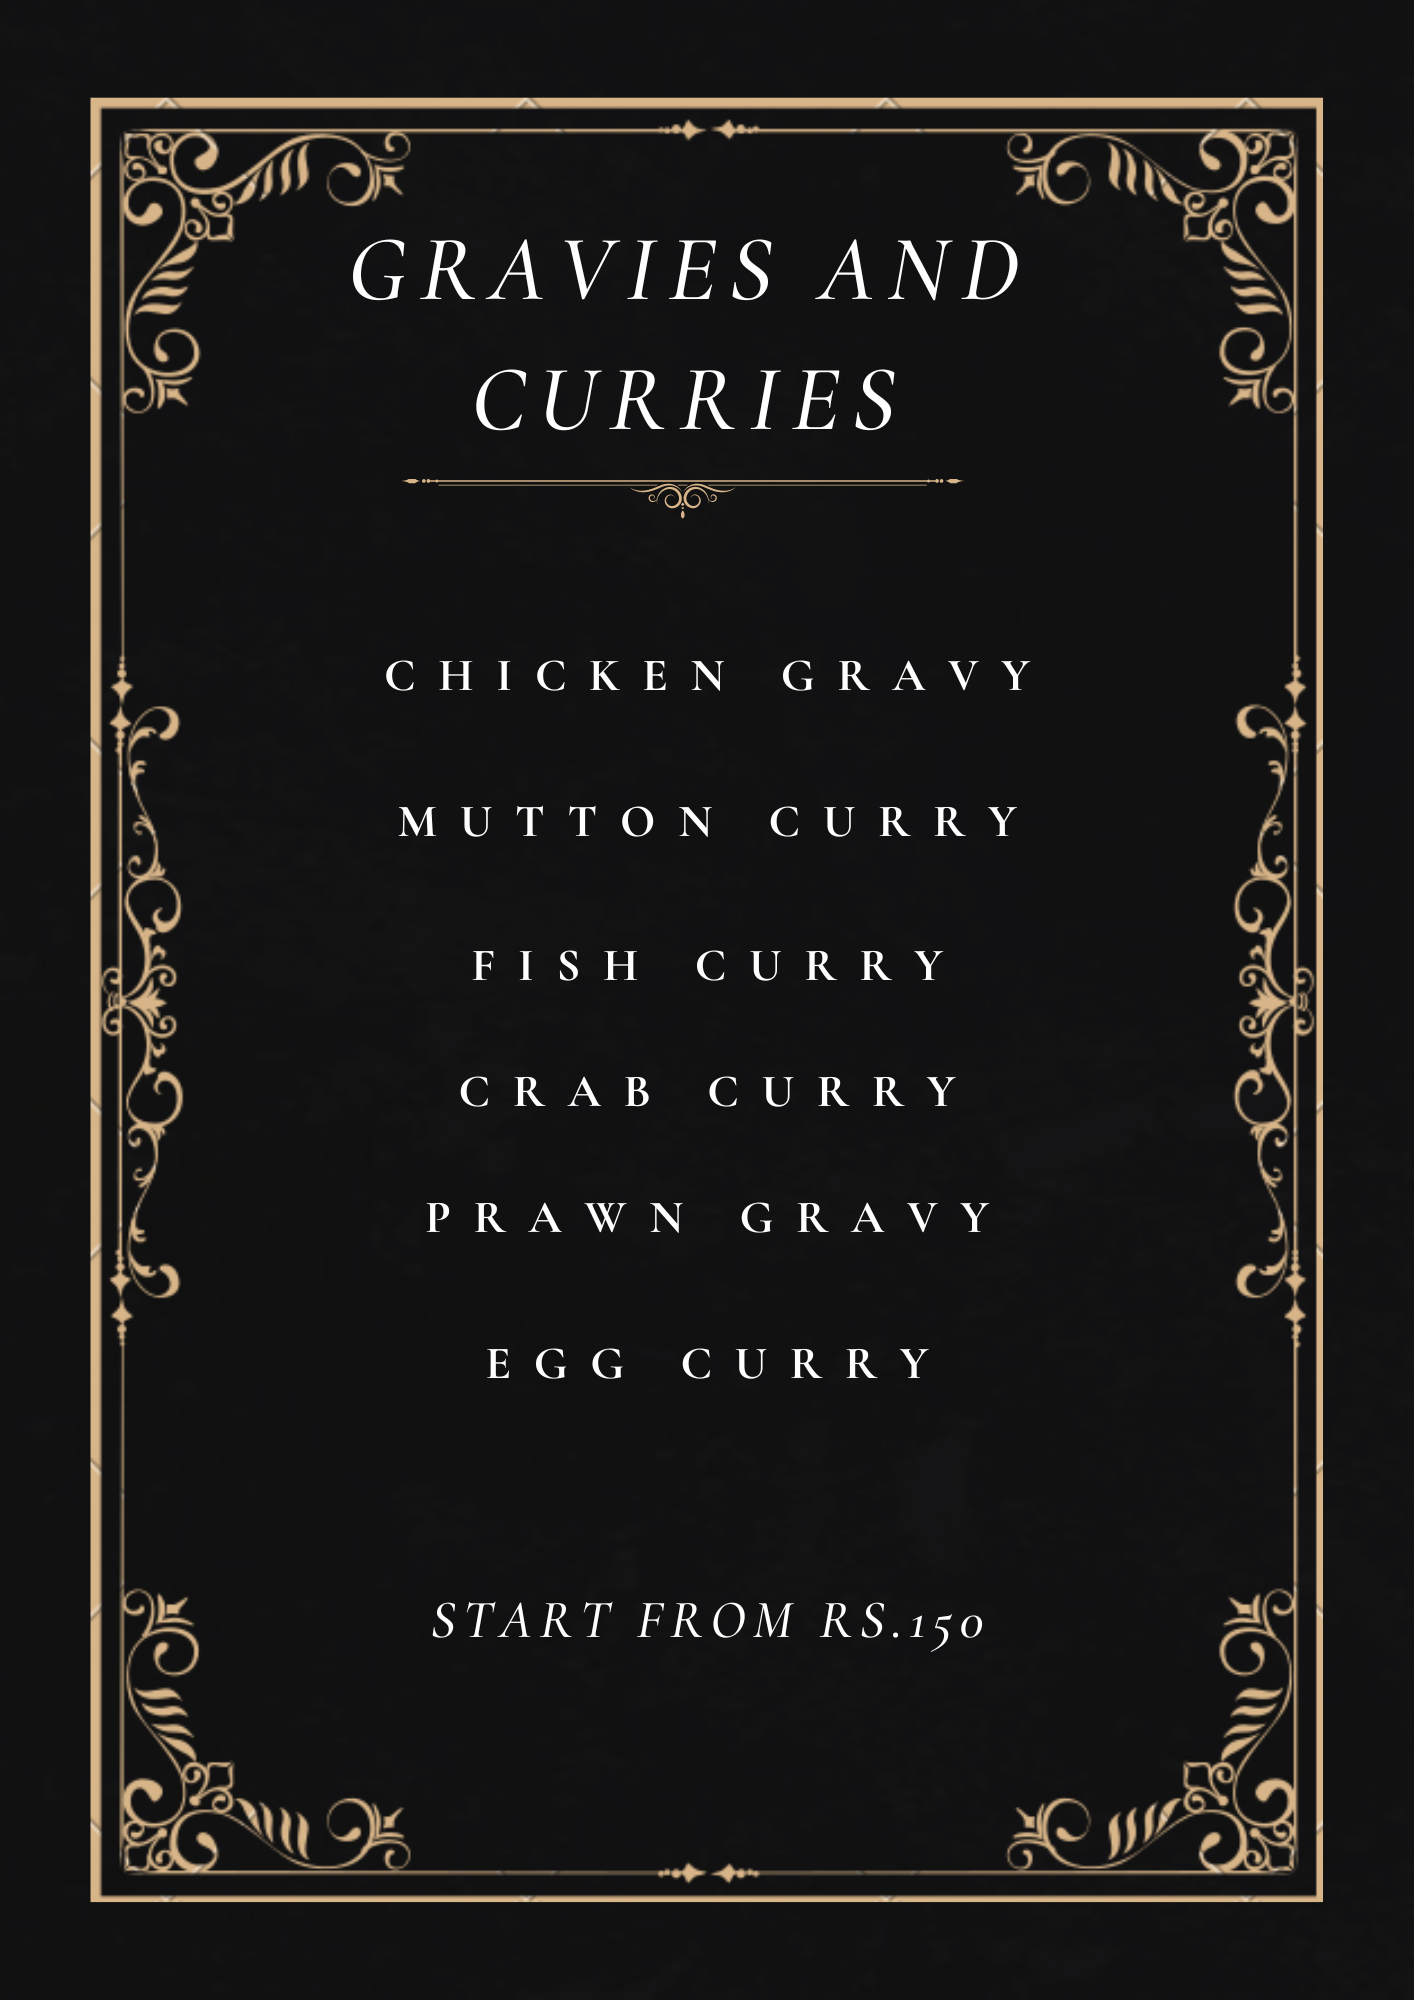 GRAVIES AND
CURRIES
CHICKEN GRAVY
MUTTON CURRY
FISH CURRY
CRAB CURRY
PRAWN GRAVY
EGG CURRY
START FROM RS.150